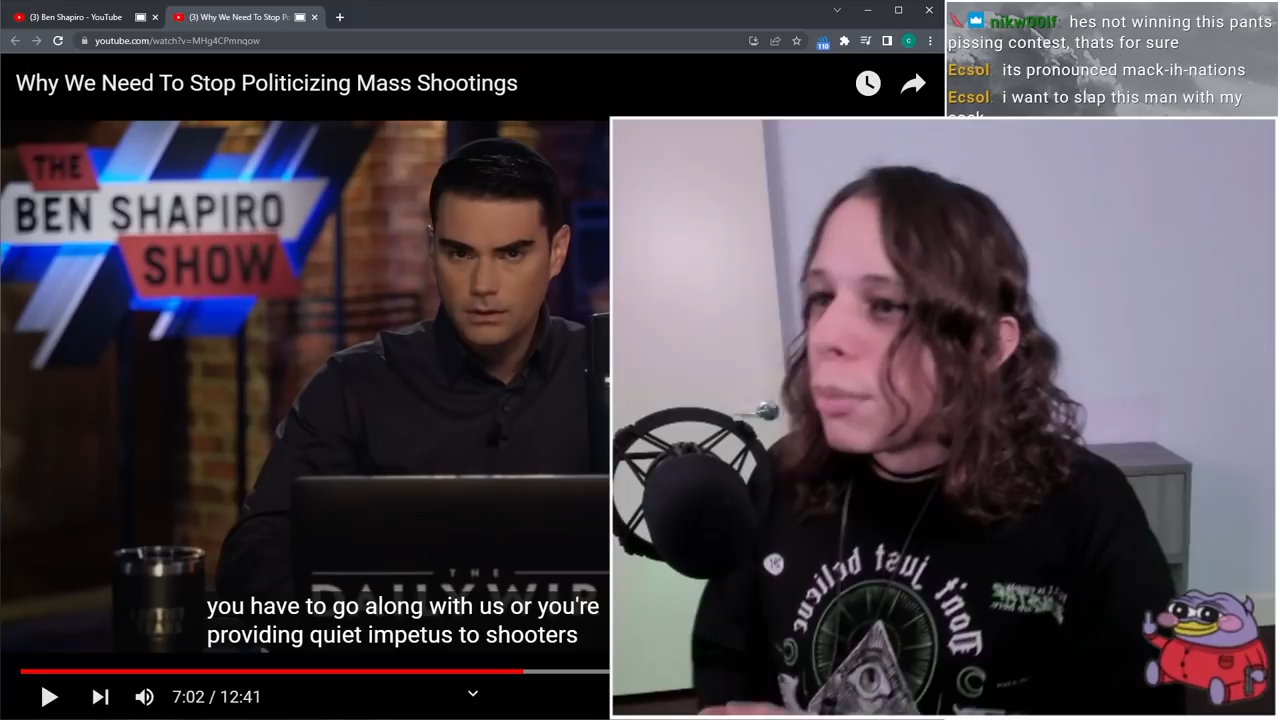 (3) Ben Shapiro - YouTube
(3) Why We Need To Stop Po
youtube.com/watch?v=MHg4CPmnqow
110
C
Why We Need To Stop Politicizing Mass Shootings
THE
BEN SHAPIRO
SHOW
THE
you have to go along with us or you're
providing quiet impetus to shooters
7:02 / 12:41
nikw00lf: hes not winning this pants
pissing contest, thats for sure
Ecsol: its pronounced mack-ih-nations
Ecsol: i want to slap this man with my
Don't just believe